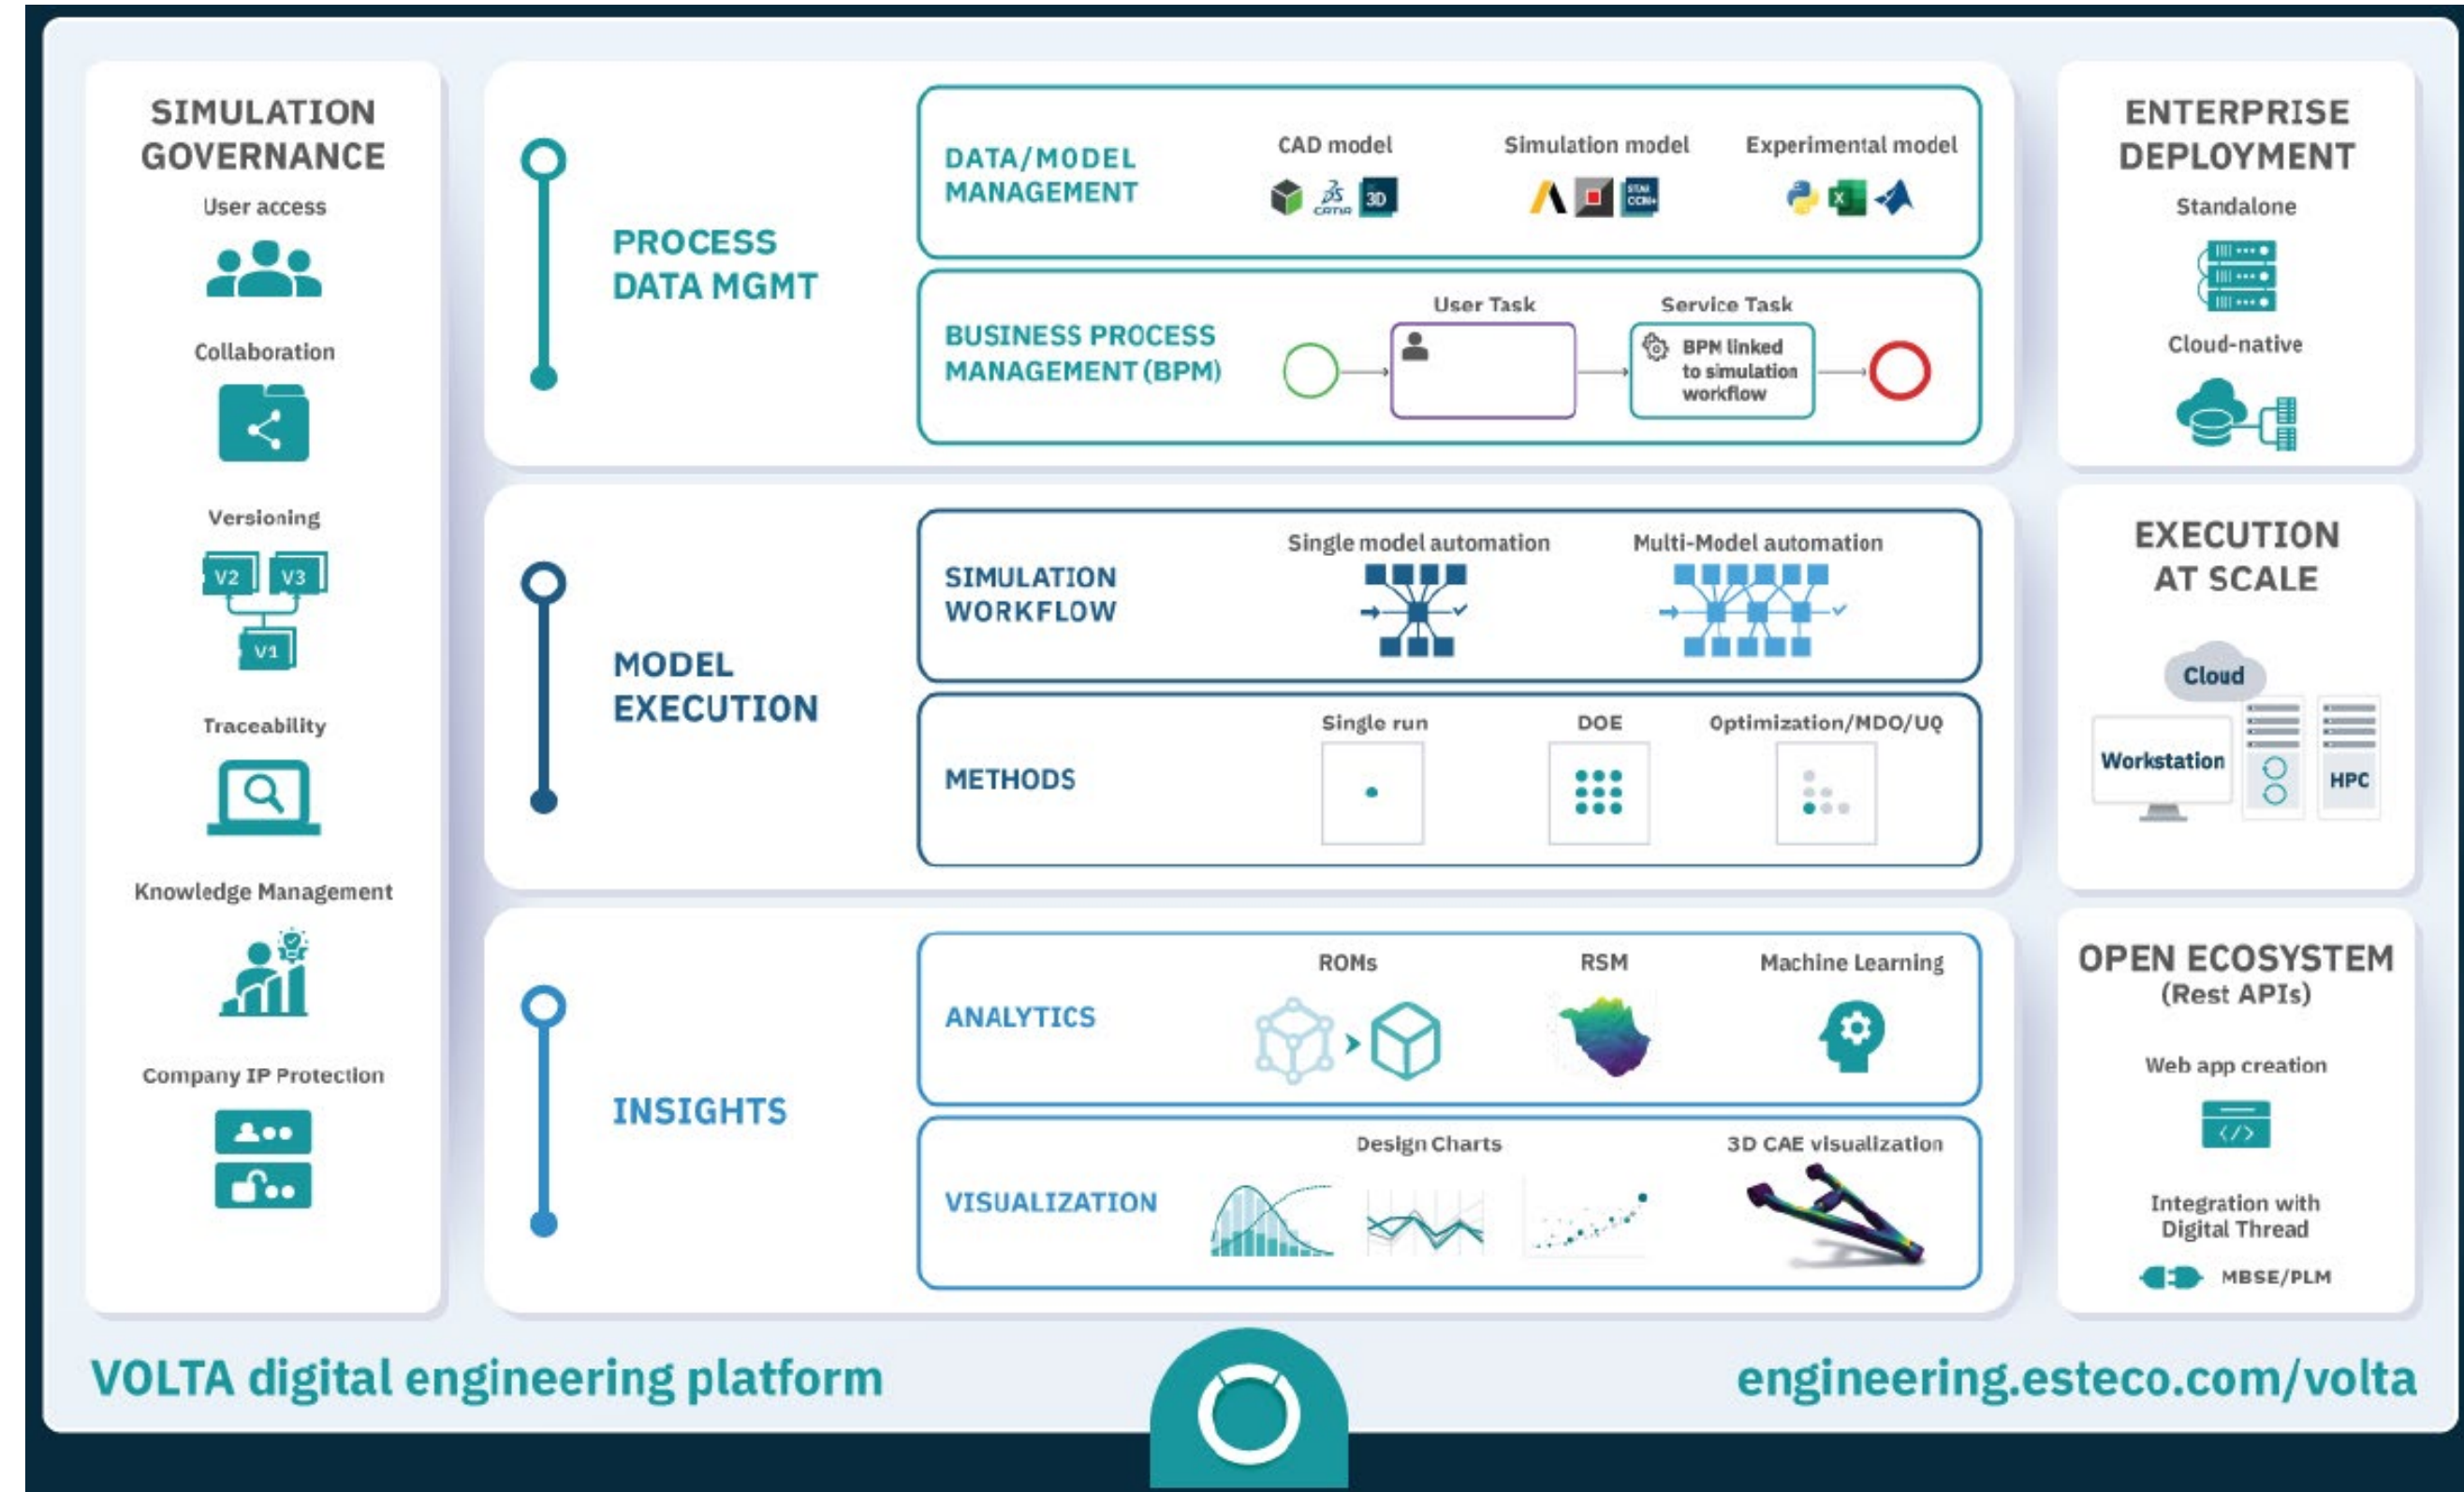 SIMULATION
GOVERNANCE
User access
Collaboration
Versioning
V2
V3
V1
Traceability
Knowledge Management
Company IP Protection
PROCESS
DATA MGMT
DATA/MODEL
MANAGEMENT
CAD model
CATIA
3D
Simulation model
STAR
CCM+
Experimental model
X
BUSINESS PROCESS
MANAGEMENT (BPM)
User Task
Service Task
BPM linked
to simulation
workflow
MODEL
EXECUTION
SIMULATION
WORKFLOW
Single model automation
Multi-Model automation
METHODS
Single run
DOE
Optimization/MDO/UQ
INSIGHTS
ANALYTICS
ROMs
RSM
Machine Learning
VISUALIZATION
Design Charts
3D CAE visualization
ENTERPRISE
DEPLOYMENT
Standalone
Cloud-native
EXECUTION
AT SCALE
Cloud
Workstation
HPC
OPEN ECOSYSTEM
(Rest APIs)
Web app creation
</>
Integration with
Digital Thread
MBSE/PLM
VOLTA digital engineering platform
engineering.esteco.com/volta